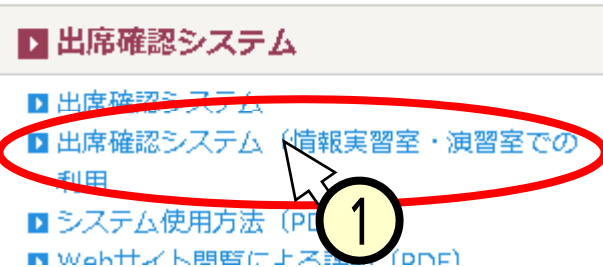 出席確認システム
出席確認システム
出席確認システム（情報実習室・演習室での
利用
システム使用方法（PD
1
Webサイト閲覧による
(PDF)